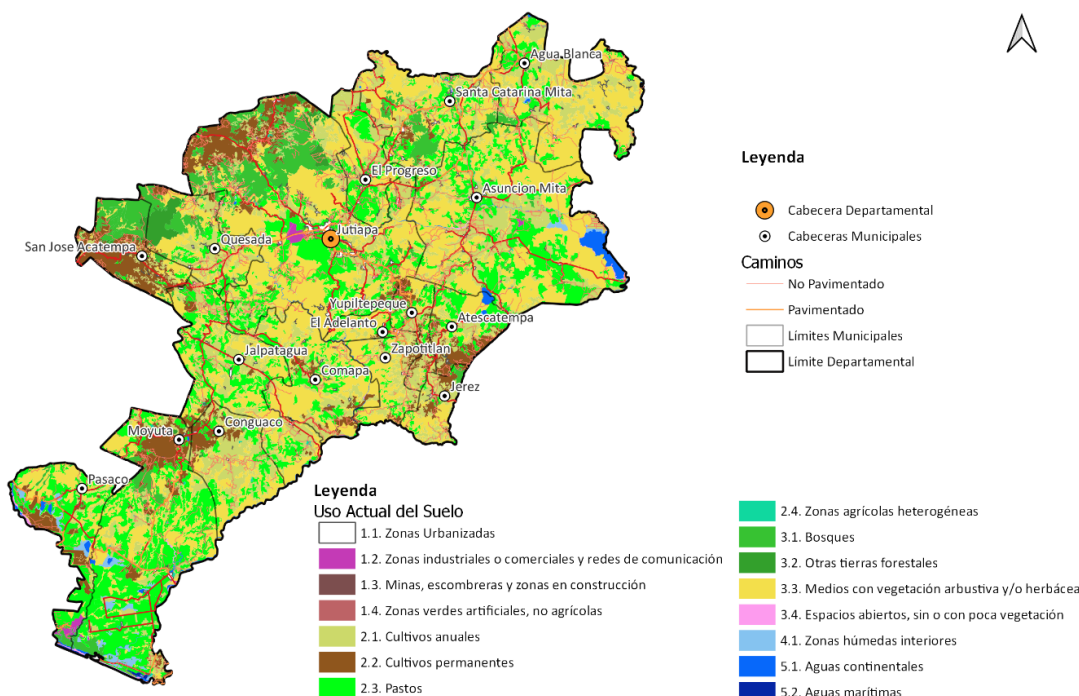 Agua Blanca
Santa Catarina Mita
El Progreso
Asuncion Mita
Jutiapa
Quesada
San Jose Acatempa
Yupiltepeque
El Adelanto
Atescatempa
Zapotitlan
Jalpatagua
Comapa
Jerez
Conguaco
Moyuta
Pasaco
Leyenda
Cabecera Departamental
Cabeceras Municipales
Caminos
No Pavimentado
Pavimentado
Límites Municipales
Límite Departamental
Leyenda
Uso Actual del Suelo
1.1. Zonas Urbanizadas
1.2. Zonas industriales o comerciales y redes de comunicación
1.3. Minas, escombreras y zonas en construcción
1.4. Zonas verdes artificiales, no agrícolas
2.1. Cultivos anuales
2.2. Cultivos permanentes
2.3. Pastos
2.4. Zonas agrícolas heterogéneas
3.1. Bosques
3.2. Otras tierras forestales
3.3. Medios con vegetación arbustiva y/o herbácea
3.4. Espacios abiertos, sin o con poca vegetación
4.1. Zonas húmedas interiores
5.1. Aguas continentales
5.2. Aguas marítimas